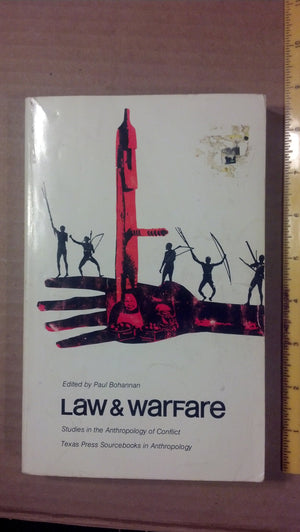 Edited by Paul Bohannan
Law & warfare
Studies in the Anthropology of Conflict
Texas Press Sourcebooks in Anthropology